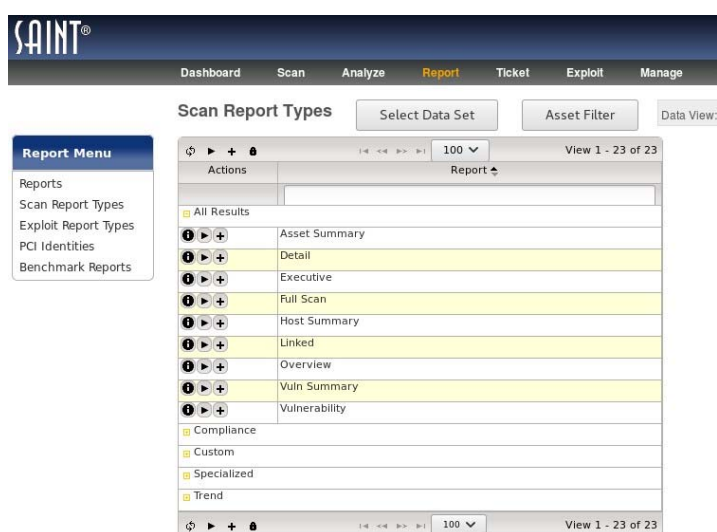 SAINT®
Dashboard Scan Analyze Report Ticket Exploit Manage
Scan Report Types Select Data Set Asset Filter Data View:
Report Menu
Reports
Scan Report Types
Exploit Report Types
PCI Identities
Benchmark Reports
100 View 1 - 23 of 23
Actions Report
All Results
Asset Summary
Detail
Executive
Full Scan
Host Summary
Linked
Overview
Vuln Summary
Vulnerability
Compliance
Custom
Specialized
Trend
100 View 1 - 23 of 23